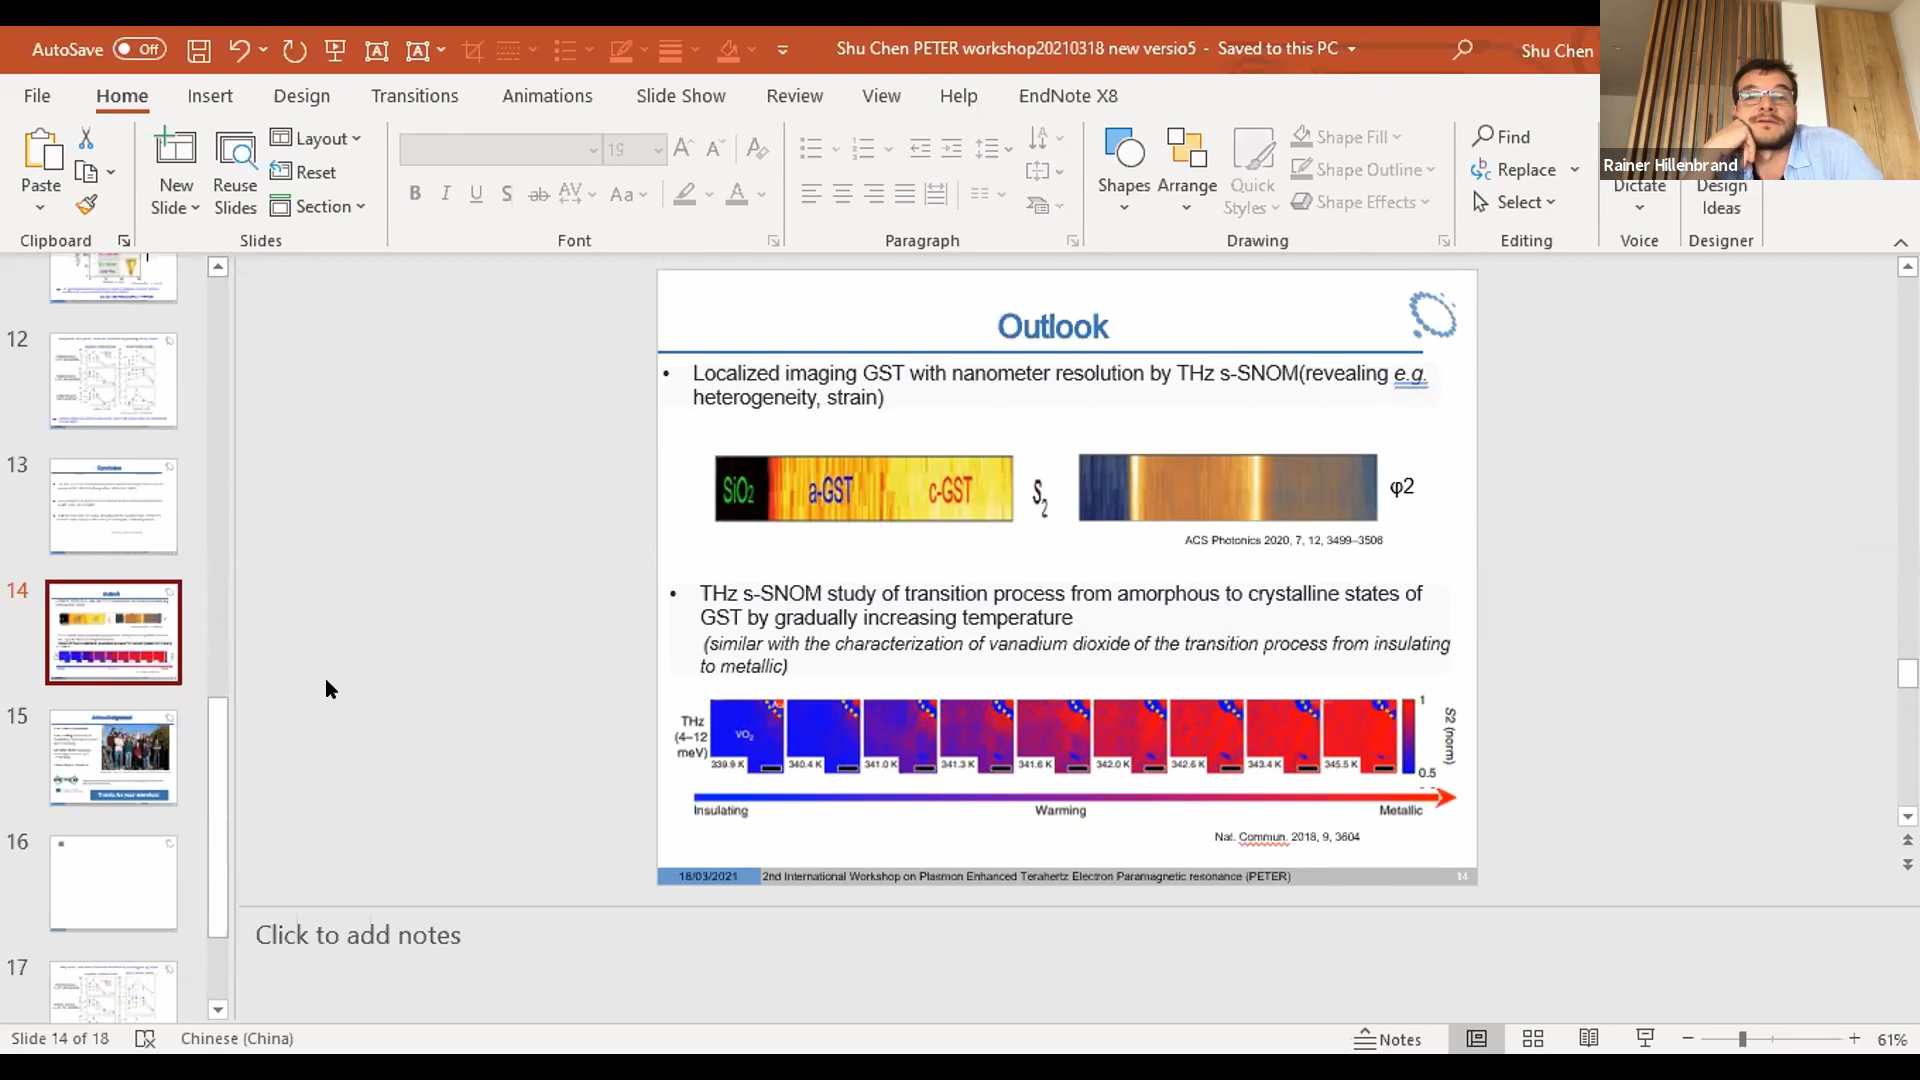 AutoSave Off
Shu Chen PETER workshop20210318 new versio5 - Saved to this PC
Shu Chen
File
Home
Insert
Design
Transitions
Animations
Slide Show
Review
View
Help
EndNote X8
Rainer Hillenbrand
Paste
Clipboard
New
Slide
Reuse
Slides
Layout
Reset
Section
Slides
19
B I U S ab AV Aa A
Font
Paragraph
Shapes
Arrange
Quick
Styles
Shape Fill
Shape Outline
Shape Effects
Drawing
Find
Replace
Select
Editing
Dictate
Voice
Design
Ideas
Designer
12
13
14
15
16
17
Outlook
• Localized imaging GST with nanometer resolution by THz s-SNOM(revealing e.g.
heterogeneity, strain)
SiO2 a-GST c-GST S2
φ2
ACS Photonics 2020, 7, 12, 3499–3506
• THz s-SNOM study of transition process from amorphous to crystalline states of
GST by gradually increasing temperature
(similar with the characterization of vanadium dioxide of the transition process from insulating
to metallic)
THz
(4–12
meV)
VO2
339.9 K 340.4 K 341.0 K 341.3 K 341.6 K 342.0 K 342.6 K 343.4 K 345.5 K
1
0.5
S2 (norm)
Insulating Warming Metallic
Nat. Commun. 2018, 9, 3604
18/03/2021 2nd International Workshop on Plasmon Enhanced Terahertz Electron Paramagnetic resonance (PETER) 14
Click to add notes
Slide 14 of 18
Chinese (China)
Notes
61%